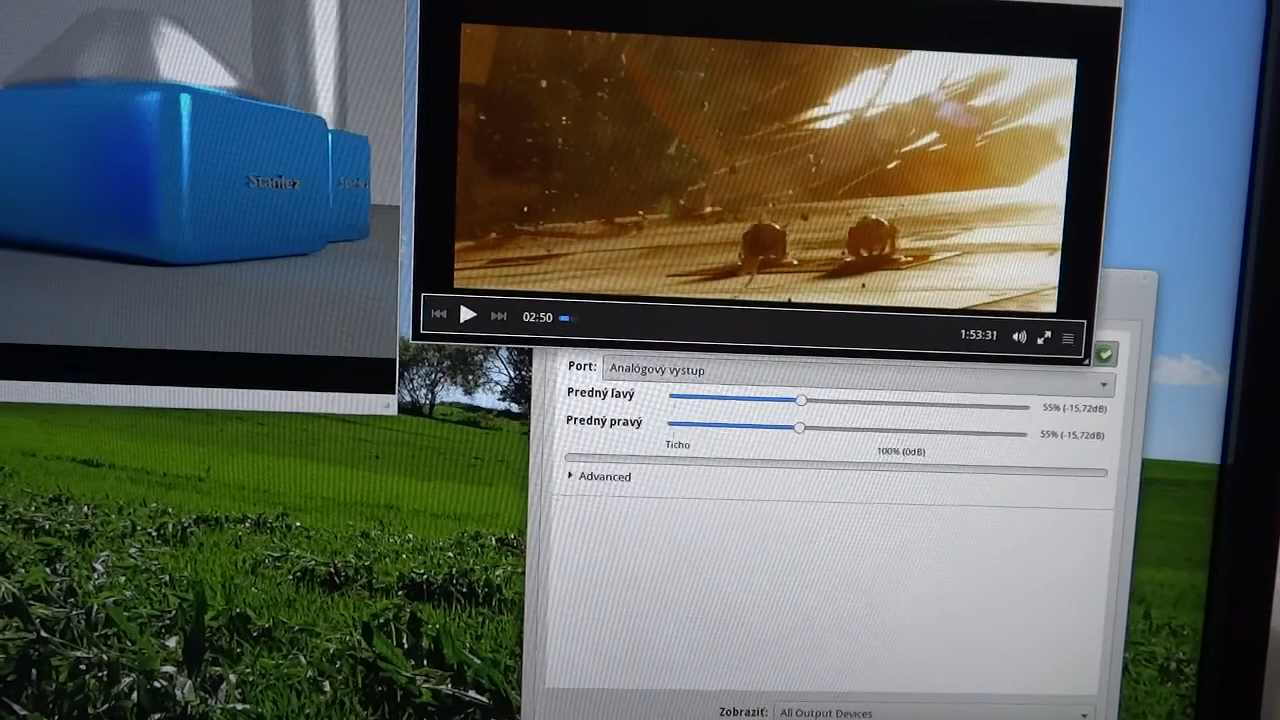 Stantez
02:50
1:53:31
Port: Analógový výstup
Predný ľavý
55% (-15,72dB)
Predný pravý
55% (-15,72dB)
Ticho
100% (0dB)
Advanced
Zobraziť: All Output Devices